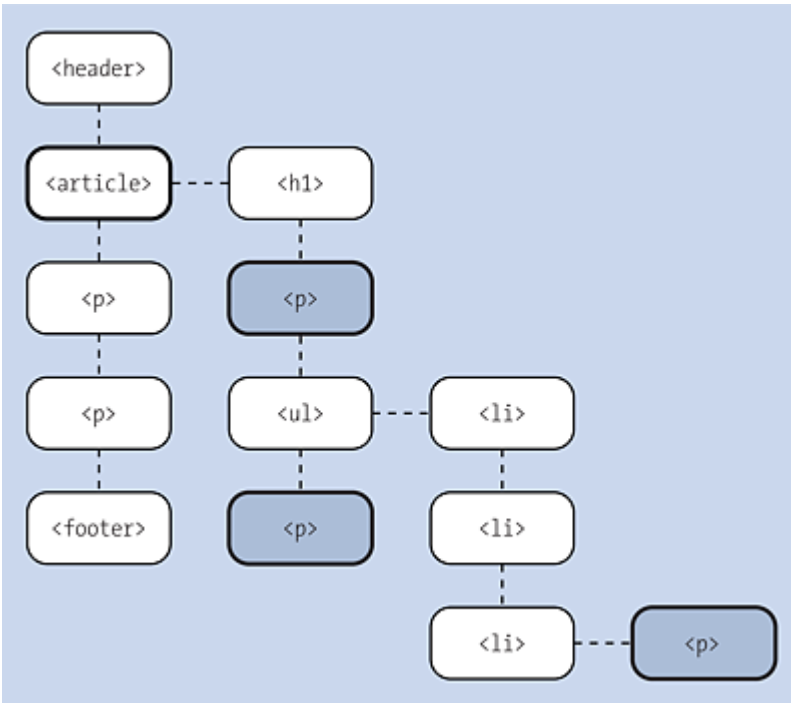 <header>
<article> <h1>
<p> <p>
<p> <ul> <li>
<footer> <p> <li>
<li> <p>